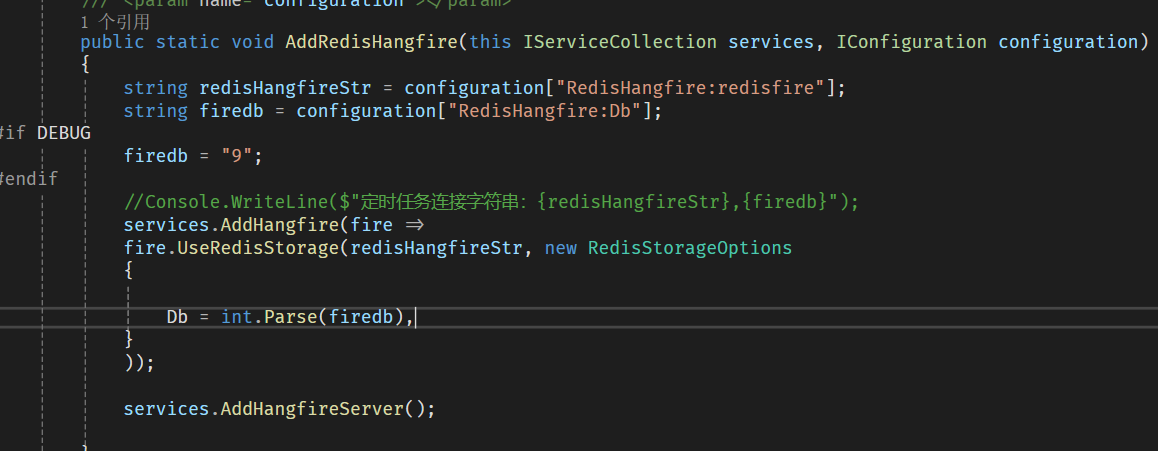 /// <param name="configuration"></param>
1 个引用
public static void AddRedisHangfire(this IServiceCollection services, IConfiguration configuration)
{
string redisHangfireStr = configuration["RedisHangfire:redisfire"];
string firedb = configuration["RedisHangfire:Db"];
#if DEBUG
firedb = "9";
#endif
//Console.WriteLine($"定时任务连接字符串：{redisHangfireStr},{firedb}");
services.AddHangfire(fire =>
fire.UseRedisStorage(redisHangfireStr, new RedisStorageOptions
{
Db = int.Parse(firedb),
}
));
services.AddHangfireServer();
}